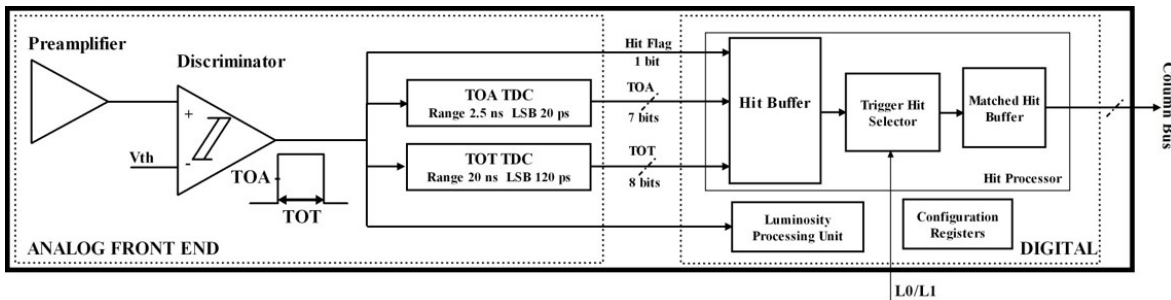 Preamplifier
Discriminator
+
-
Vth
TOA
TOT
ANALOG FRONT END
TOA TDC
Range 2.5 ns LSB 20 ps
TOT TDC
Range 20 ns LSB 120 ps
Hit Flag
1 bit
TOA
7 bits
TOT
8 bits
Hit Buffer
Trigger Hit
Selector
Matched Hit
Buffer
Hit Processor
Luminosity
Processing Unit
Configuration
Registers
DIGITAL
L0/L1
Column Bus